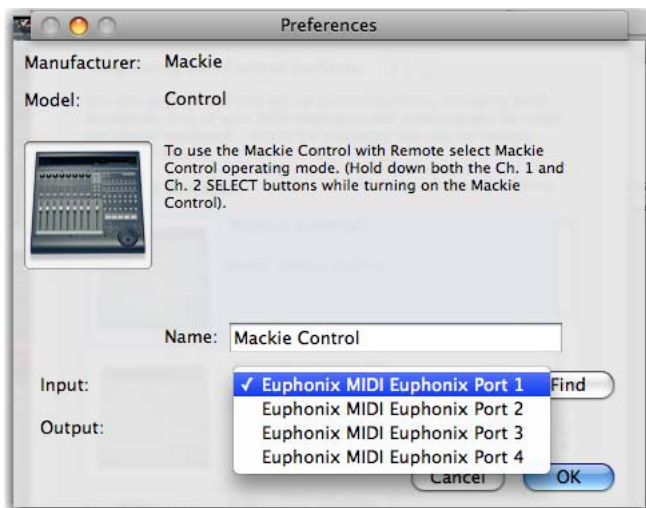 Preferences
Manufacturer: Mackie
Model: Control
To use the Mackie Control with Remote select Mackie
Control operating mode. (Hold down both the Ch. 1 and
Ch. 2 SELECT buttons while turning on the Mackie
Control).
Name: Mackie Control
Input: ✓ Euphonix MIDI Euphonix Port 1 Find
Euphonix MIDI Euphonix Port 2
Output: Euphonix MIDI Euphonix Port 3
Euphonix MIDI Euphonix Port 4
Cancel OK